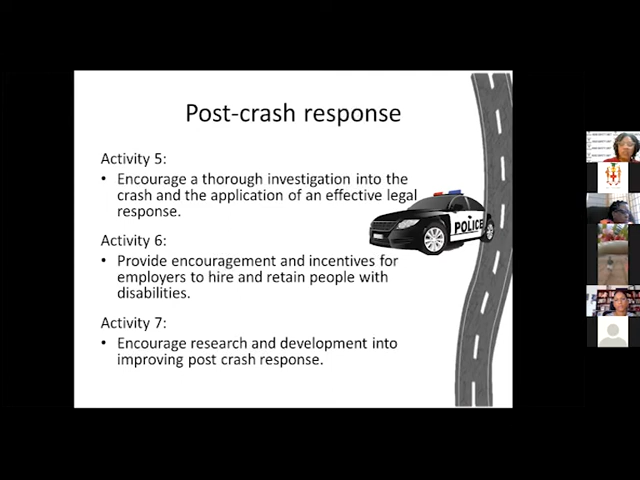 Post-crash response
Activity 5:
• Encourage a thorough investigation into the
crash and the application of an effective legal
response.
POLICE
Activity 6:
• Provide encouragement and incentives for
employers to hire and retain people with
disabilities.
Activity 7:
• Encourage research and development into
improving post crash response.